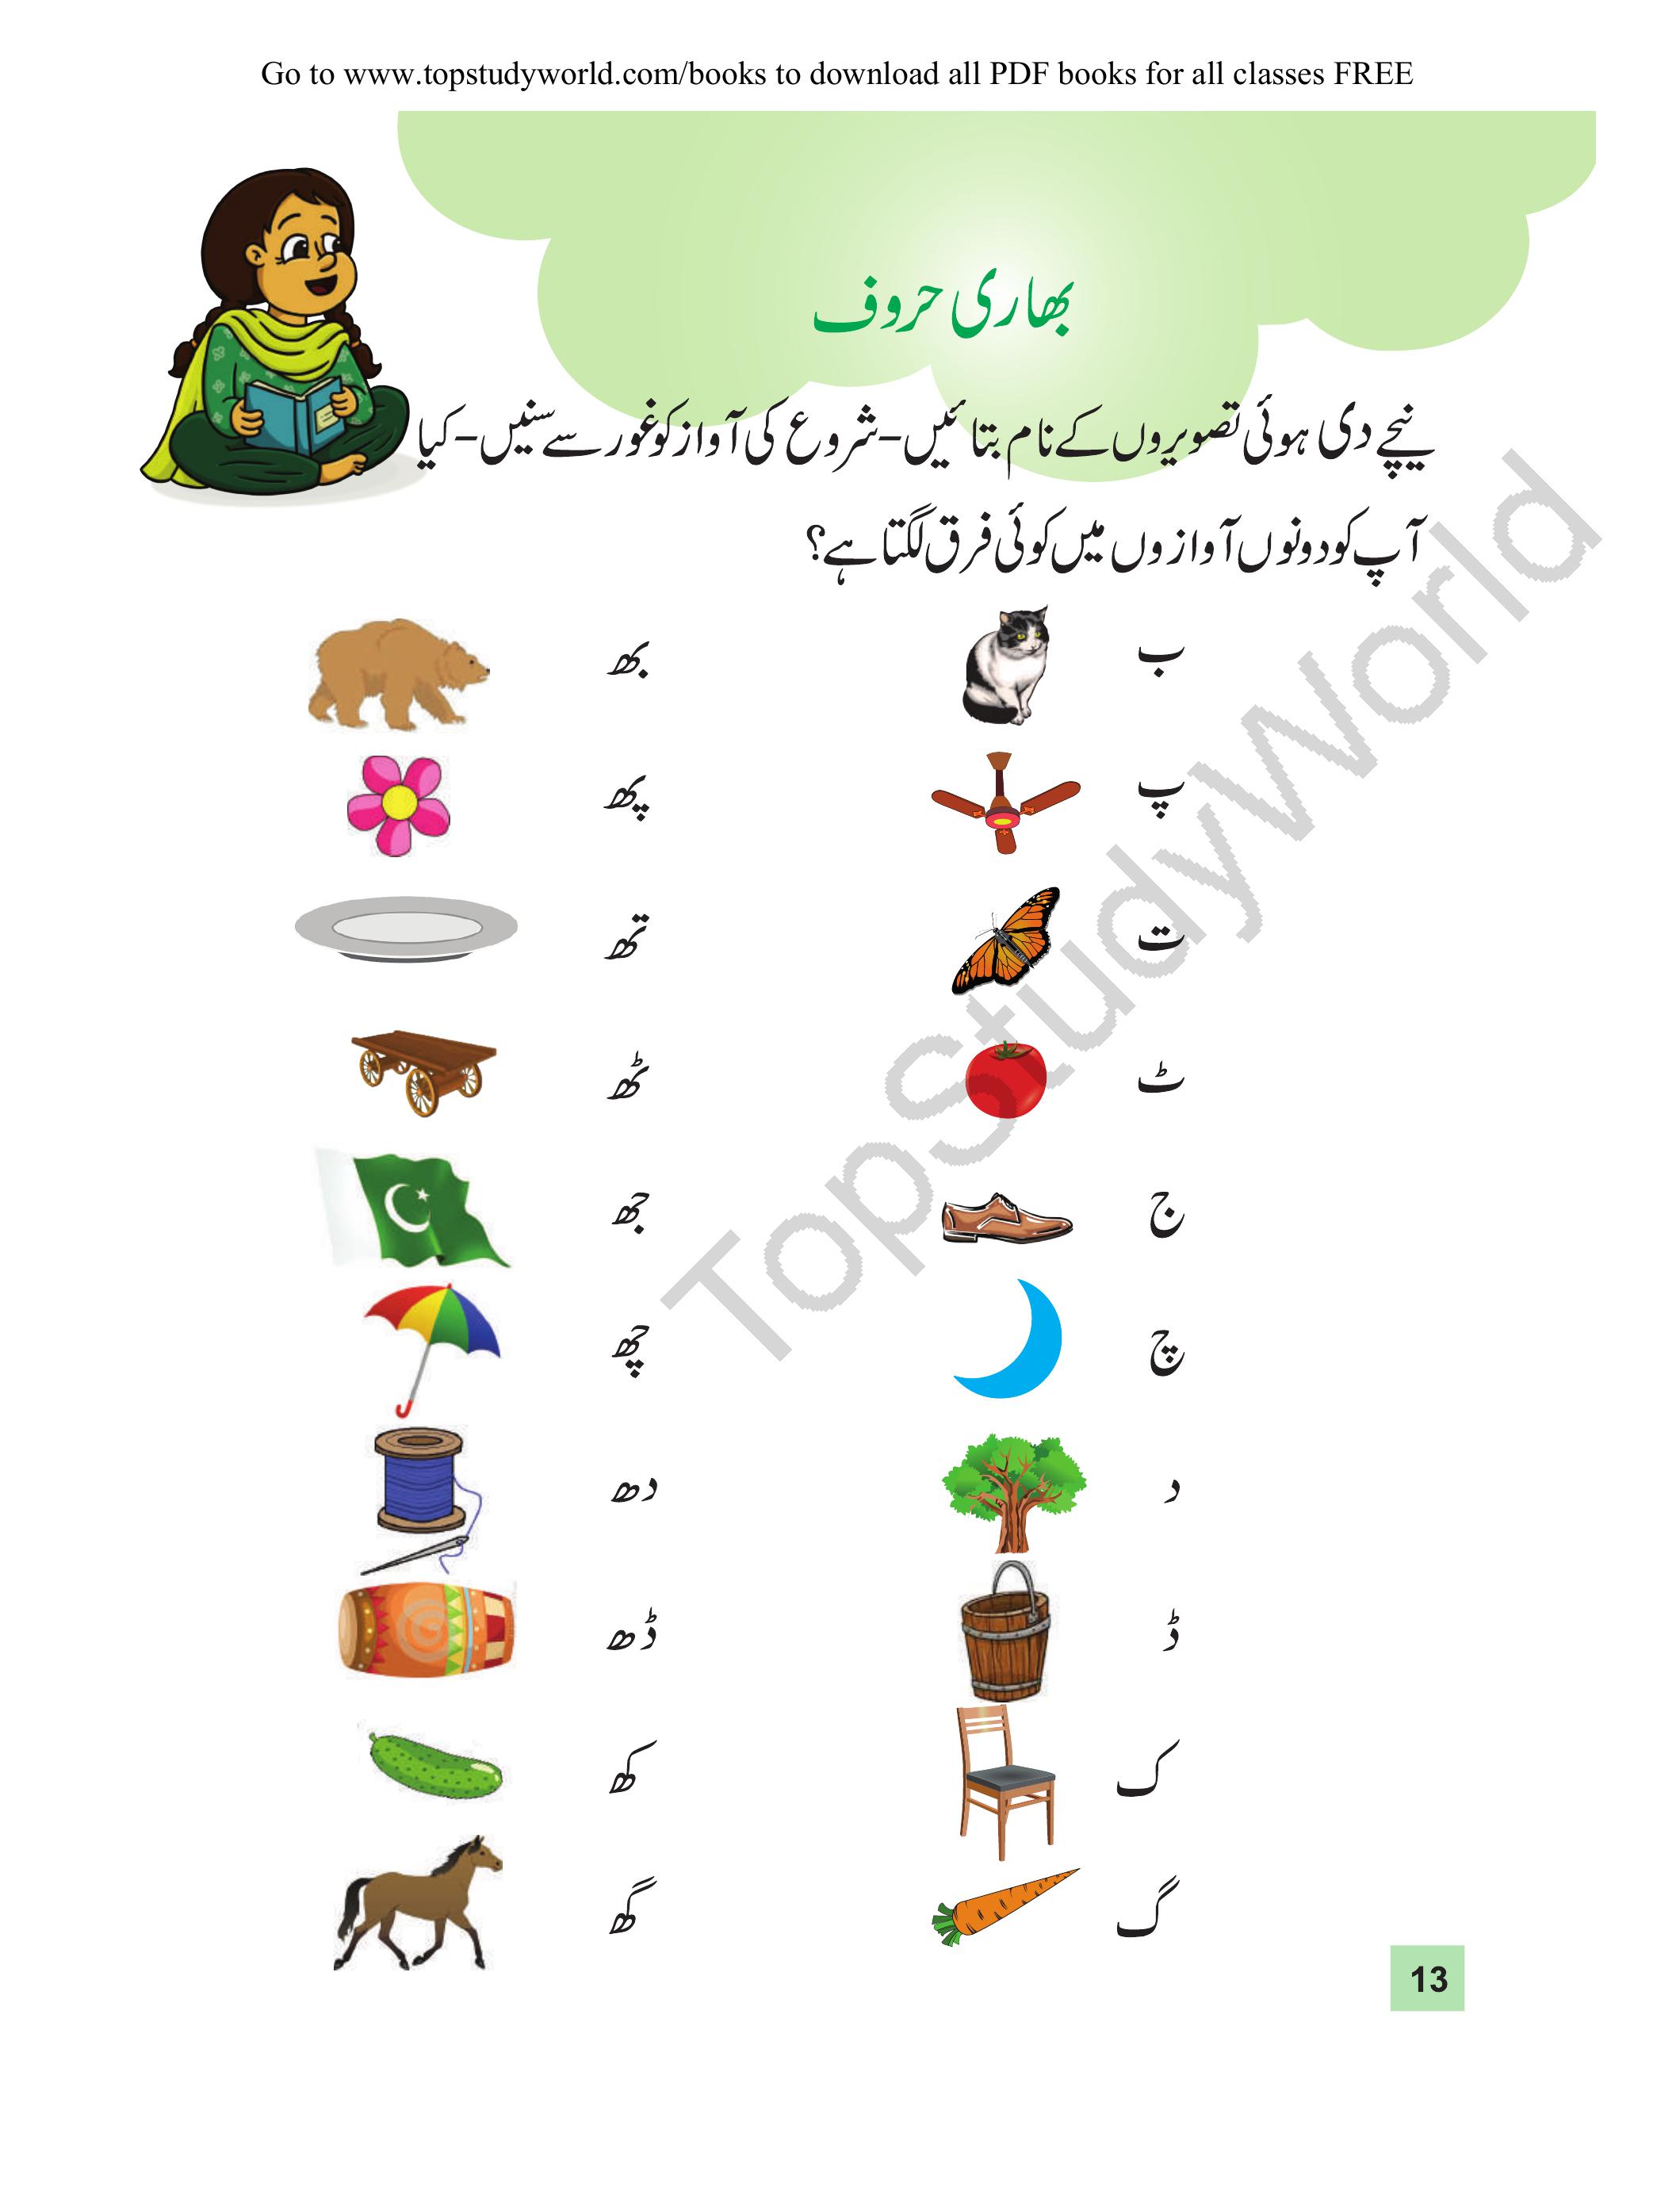 Go to www.topstudyworld.com/books to download all PDF books for all classes FREE
بھاری حروف
نیچے دی ہوئی تصویروں کے نام بتائیں۔ شروع کی آواز کو غور سے سنیں۔ کیا
آپ کو دونوں آوازوں میں کوئی فرق لگتا ہے؟
ب بھ
پ پھ
ت تھ
ٹ ٹھ
ج جھ
چ چھ
د دھ
ڈ ڈھ
ک کھ
گ گھ
13
TopStudyWorld